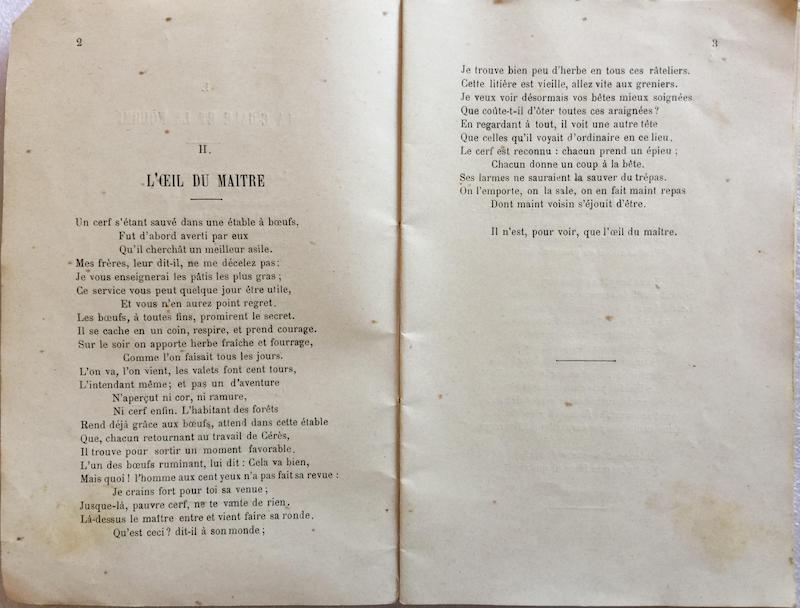 2
II.
L'ŒIL DU MAITRE
Un cerf s'étant sauvé dans une étable à bœufs,
Fut d'abord averti par eux
Qu'il cherchât un meilleur asile.
Mes frères, leur dit-il, ne me décelez pas:
Je vous enseignerai les pâtis les plus gras;
Ce service vous peut quelque jour être utile,
Et vous n'en aurez point regret.
Les bœufs, à toutes fins, promirent le secret.
Il se cache en un coin, respire, et prend courage.
Sur le soir on apporte herbe fraîche et fourrage,
Comme l'on faisait tous les jours.
L'on va, l'on vient, les valets font cent tours,
L'intendant même; et pas un d'aventure
N'aperçut ni cor, ni ramure,
Ni cerf enfin. L'habitant des forêts
Rend déjà grâce aux bœufs, attend dans cette étable
Que, chacun retournant au travail de Cérès,
Il trouve pour sortir un moment favorable.
L'un des bœufs ruminant, lui dit: Cela va bien,
Mais quoi! l'homme aux cent yeux n'a pas fait sa revue:
Je crains fort pour toi sa venue;
Jusque-là, pauvre cerf, ne te vante de rien.
Là-dessus le maître entre et vient faire sa ronde.
Qu'est ceci? dit-il à son monde;
3
Je trouve bien peu d'herbe en tous ces râteliers.
Cette litière est vieille, allez vite aux greniers.
Je veux voir désormais vos bêtes mieux soignées
Que coûte-t-il d'ôter toutes ces araignées?
En regardant à tout, il voit une autre tête
Que celles qu'il voyait d'ordinaire en ce lieu.
Le cerf est reconnu: chacun prend un épieu;
Chacun donne un coup à la bête.
Ses larmes ne sauraient la sauver du trépas.
On l'emporte, on la sale, on en fait maint repas
Dont maint voisin s'éjouit d'être.
Il n'est, pour voir, que l'œil du maître.